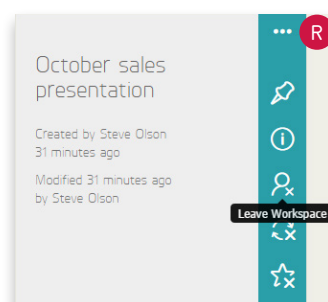 October sales
presentation
Created by Steve Olson
31 minutes ago
Modified 31 minutes ago
by Steve Olson
R
Leave Workspace